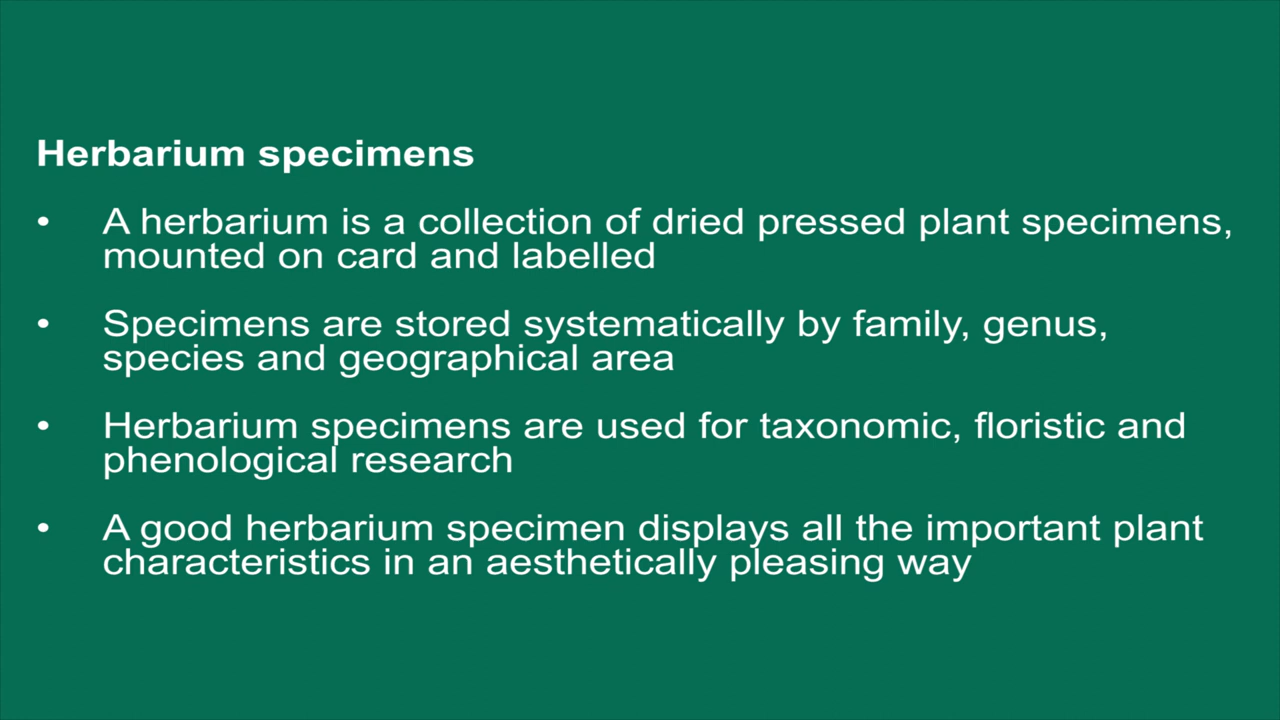 Herbarium specimens
• A herbarium is a collection of dried pressed plant specimens,
mounted on card and labelled
• Specimens are stored systematically by family, genus,
species and geographical area
• Herbarium specimens are used for taxonomic, floristic and
phenological research
• A good herbarium specimen displays all the important plant
characteristics in an aesthetically pleasing way